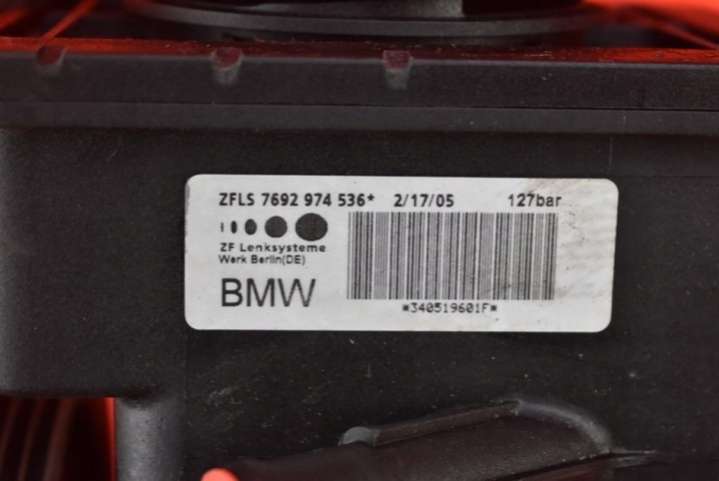 ZFLS 7692 974 536* 2/17/05 127bar
ZF Lenksysteme
Werk Berlin(DE)
BMW
*340519601F*